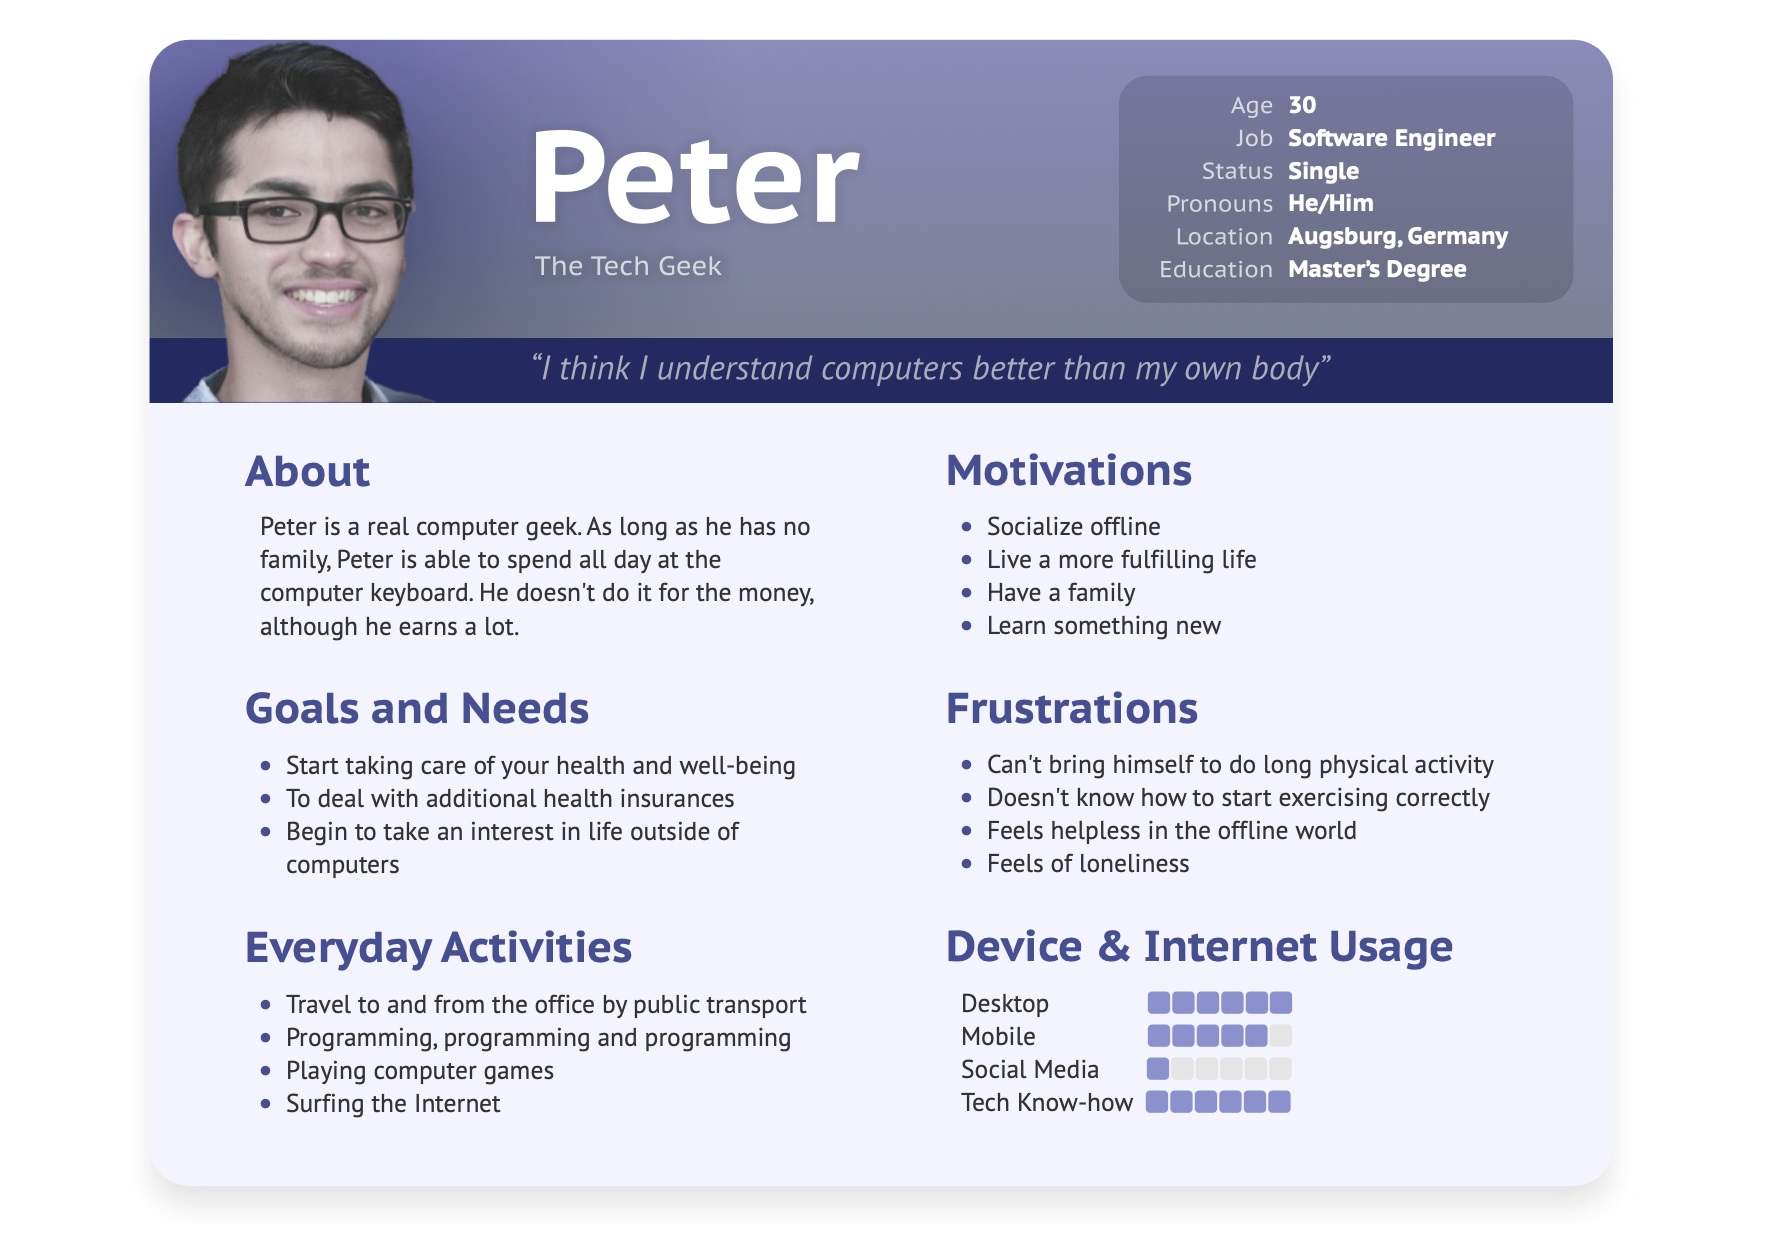 Peter
The Tech Geek
Age 30
Job Software Engineer
Status Single
Pronouns He/Him
Location Augsburg, Germany
Education Master’s Degree
“I think I understand computers better than my own body”
About
Peter is a real computer geek. As long as he has no
family, Peter is able to spend all day at the
computer keyboard. He doesn't do it for the money,
although he earns a lot.
Motivations
• Socialize offline
• Live a more fulfilling life
• Have a family
• Learn something new
Goals and Needs
• Start taking care of your health and well-being
• To deal with additional health insurances
• Begin to take an interest in life outside of
computers
Frustrations
• Can't bring himself to do long physical activity
• Doesn't know how to start exercising correctly
• Feels helpless in the offline world
• Feels of loneliness
Everyday Activities
• Travel to and from the office by public transport
• Programming, programming and programming
• Playing computer games
• Surfing the Internet
Device & Internet Usage
Desktop
Mobile
Social Media
Tech Know-how